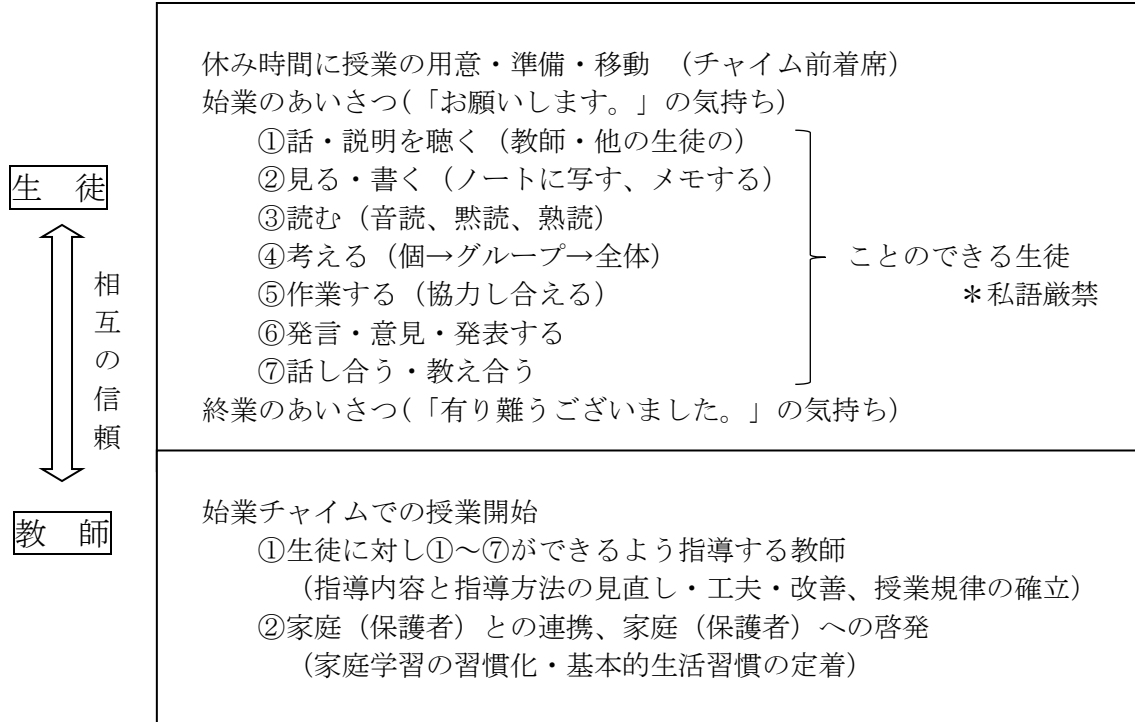 休み時間に授業の用意・準備・移動 (チャイム前着席)
始業のあいさつ(「お願いします。」の気持ち)
①話・説明を聴く(教師・他の生徒の)
②見る・書く(ノートに写す、メモする)
③読む(音読、黙読、熟読)
④考える(個→グループ→全体)
⑤作業する(協力し合える)
⑥発言・意見・発表する
⑦話し合う・教え合う
ことのできる生徒
＊私語厳禁
終業のあいさつ(「有り難うございました。」の気持ち)
生 徒
相互の信頼
教 師
始業チャイムでの授業開始
①生徒に対し①～⑦ができるよう指導する教師
(指導内容と指導方法の見直し・工夫・改善、授業規律の確立)
②家庭(保護者)との連携、家庭(保護者)への啓発
(家庭学習の習慣化・基本的生活習慣の定着)